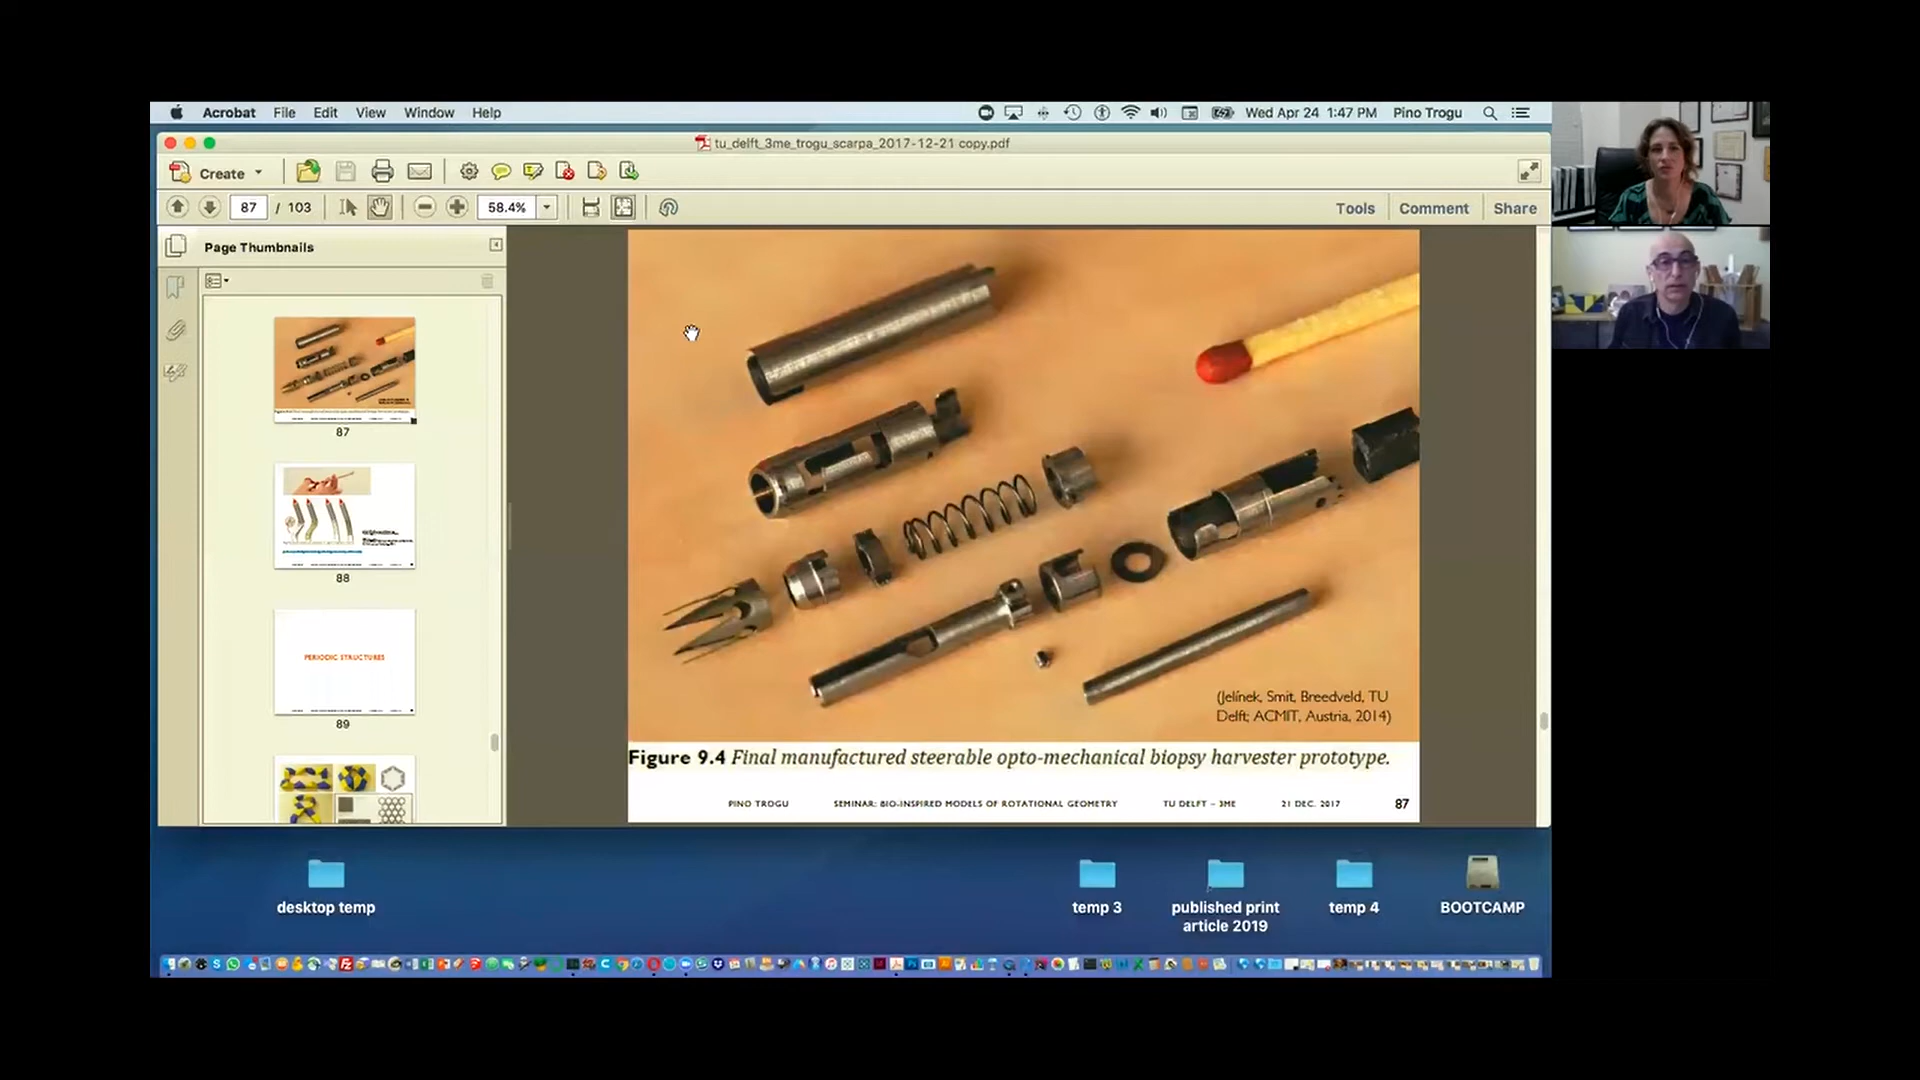 Acrobat File Edit View Window Help Wed Apr 24 1:47 PM Pino Trogu
tu_delft_3me_trogu_scarpa_2017-12-21 copy.pdf
Create
87 / 103 58.4% Tools Comment Share
Page Thumbnails
87
88
PERIODIC STRUCTURES
89
(Jelínek, Smit, Breedveld, TU
Delft; ACMIT, Austria, 2014)
Figure 9.4 Final manufactured steerable opto-mechanical biopsy harvester prototype.
PINO TROGU SEMINAR: BIO-INSPIRED MODELS OF ROTATIONAL GEOMETRY TU DELFT – 3ME 21 DEC. 2017 87
desktop temp
temp 3
published print
article 2019
temp 4
BOOTCAMP